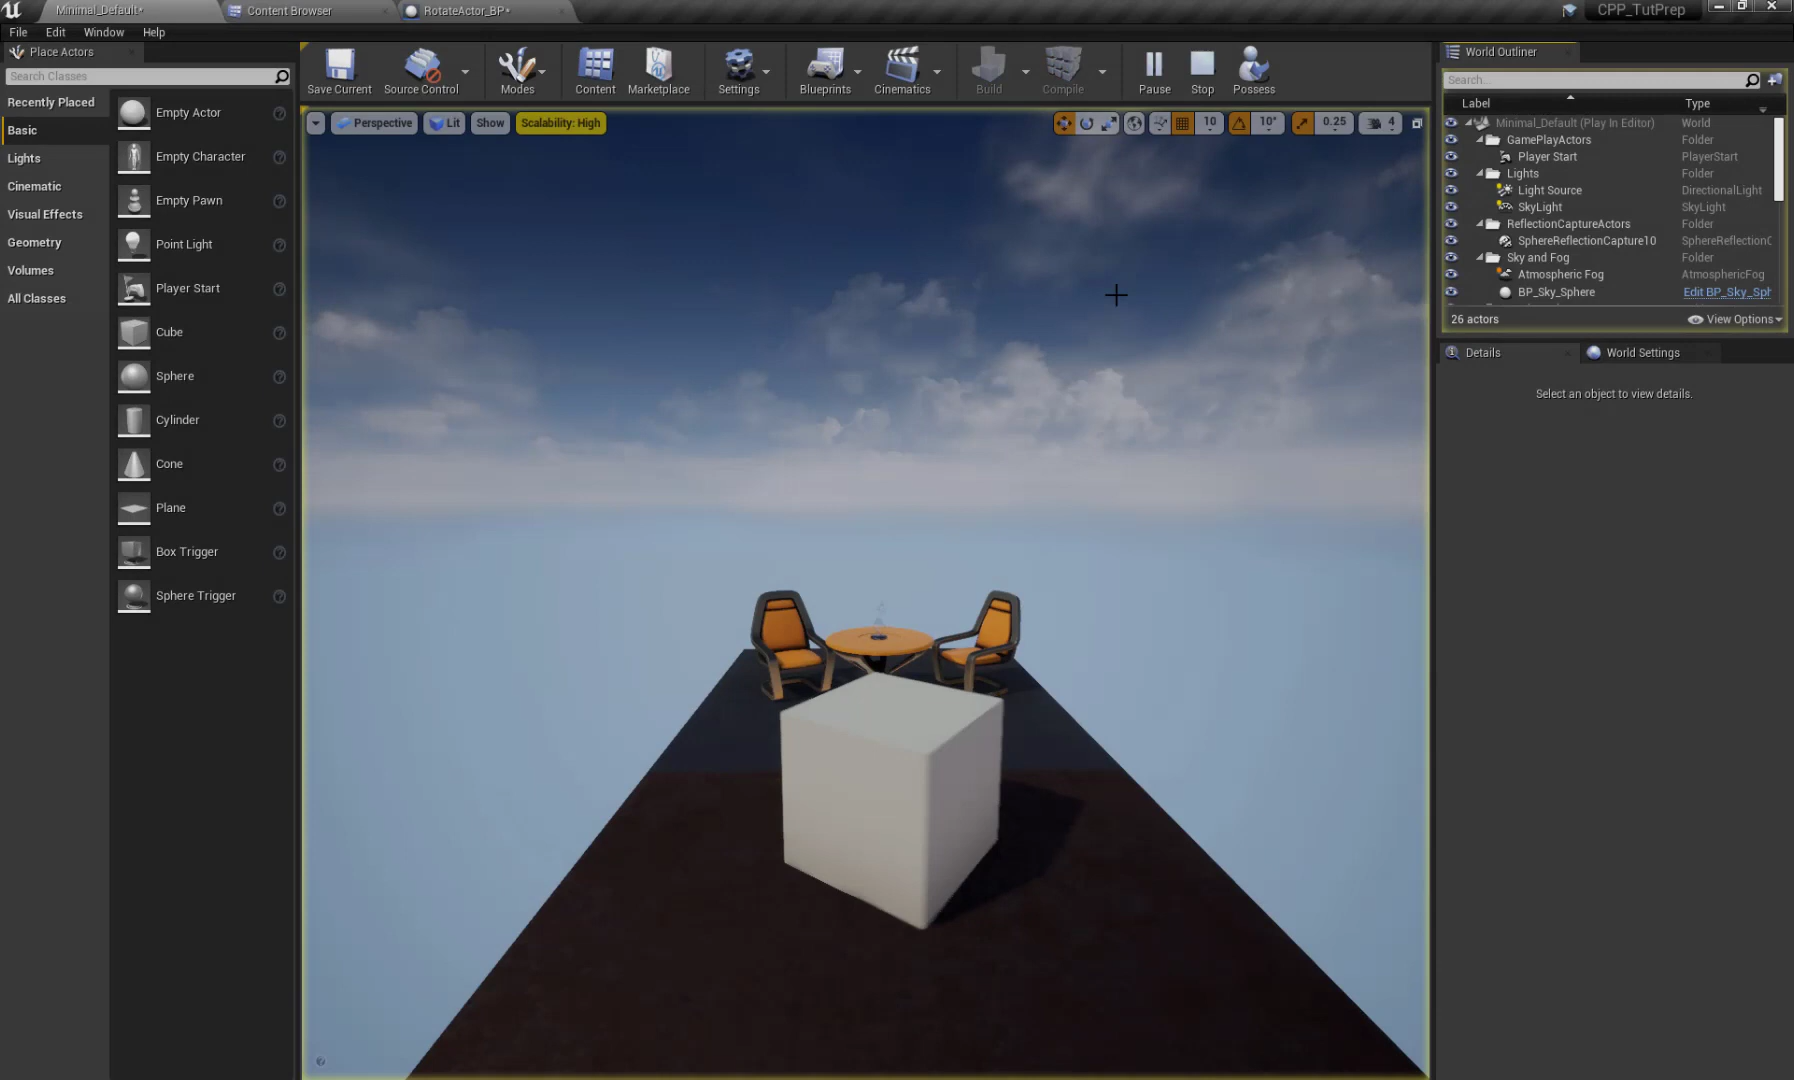 Minimal_Default* Content Browser RotateActor_BP* CPP_TutPrep
File Edit Window Help
Place Actors
Search Classes
Recently Placed
Basic
Lights
Cinematic
Visual Effects
Geometry
Volumes
All Classes
Empty Actor
Empty Character
Empty Pawn
Point Light
Player Start
Cube
Sphere
Cylinder
Cone
Plane
Box Trigger
Sphere Trigger
Save Current Source Control Modes Content Marketplace Settings Blueprints Cinematics Build Compile Pause Stop Possess
Perspective Lit Show Scalability: High 10 10° 0.25 4
World Outliner
Search...
Label Type
Minimal_Default (Play In Editor) World
GamePlayActors Folder
Player Start PlayerStart
Lights Folder
Light Source DirectionalLight
SkyLight SkyLight
ReflectionCaptureActors Folder
SphereReflectionCapture10 SphereReflectionC
Sky and Fog Folder
Atmospheric Fog AtmosphericFog
BP_Sky_Sphere Edit BP_Sky_Sph
26 actors View Options
Details World Settings
Select an object to view details.